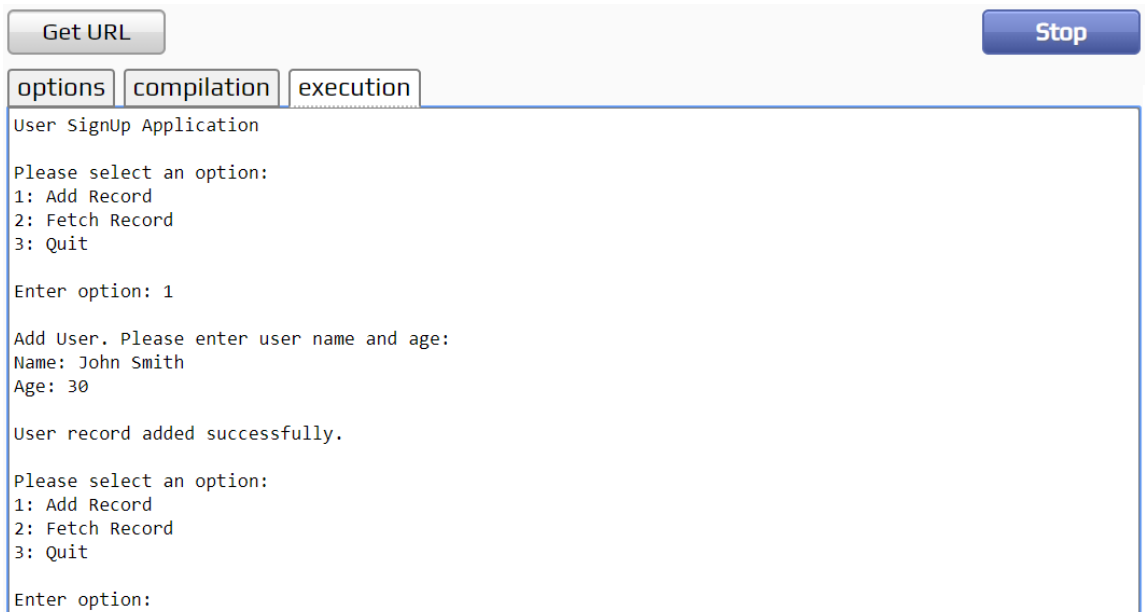 Get URL
Stop
options
compilation
execution
User SignUp Application
Please select an option:
1: Add Record
2: Fetch Record
3: Quit
Enter option: 1
Add User. Please enter user name and age:
Name: John Smith
Age: 30
User record added successfully.
Please select an option:
1: Add Record
2: Fetch Record
3: Quit
Enter option: